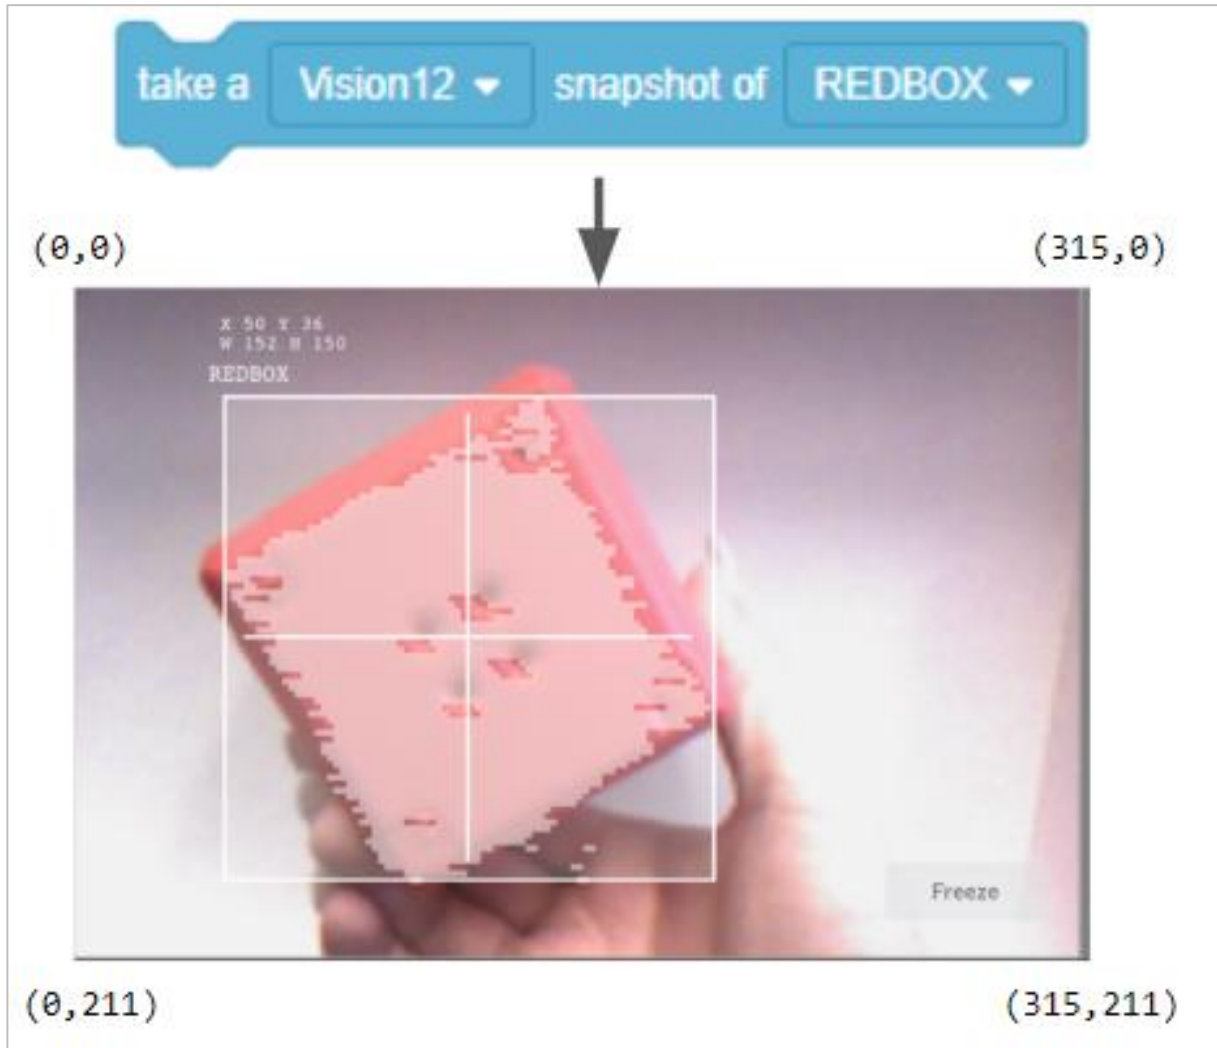 take a Vision12 snapshot of REDBOX
(0,0)
(315,0)
X 50 Y 36
W 152 H 150
REDBOX
Freeze
(0,211)
(315,211)